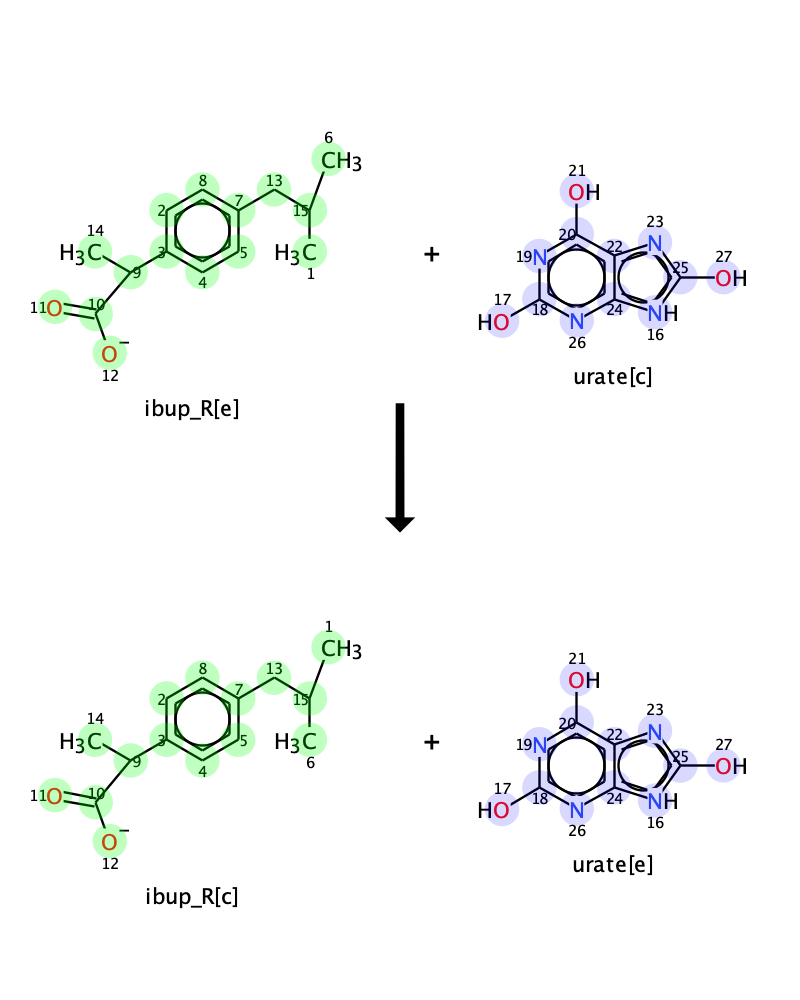 6
CH3
8
13
21
OH
2
7
15
14
H3C
3
5
H3C
1
9
4
+
20
22
23
N
19
N
25
27
OH
11
O
10
O−
12
17
HO
18
N
26
24
NH
16
ibup_R[e]
urate[c]
1
CH3
8
13
21
OH
2
7
15
14
H3C
3
5
H3C
6
9
4
+
20
22
23
N
19
N
25
27
OH
11
O
10
O−
12
17
HO
18
N
26
24
NH
16
ibup_R[c]
urate[e]